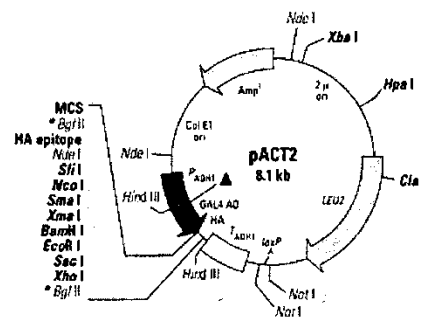 Nde I
Xba I
Hpa I
Cla
LEU2
2 µ
ori
Amp r
Col E1
ori
pACT2
8.1 kb
MCS
*Bgl II
HA epitope
Nde I
Sfi I
Nco I
Sma I
Xma I
BamH I
EcoR I
Sac I
Xho I
*Bgl II
Nde I
P ADH1
Hind III
GAL4 AD
HA
T ADH1
loxP
Hind III
Not I
Not I